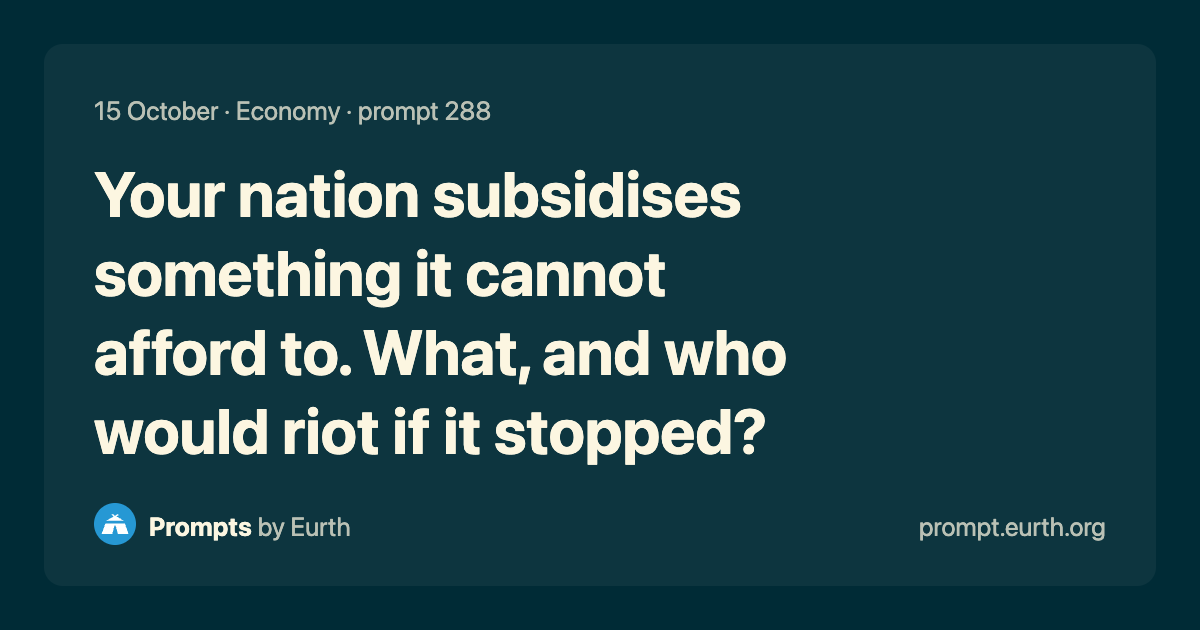 15 October · Economy · prompt 288
Your nation subsidises
something it cannot
afford to. What, and who
would riot if it stopped?
Prompts by Eurth
prompt.eurth.org